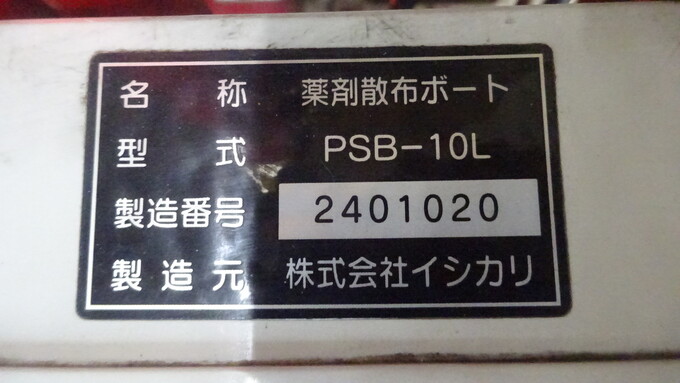 名称 薬剤散布ボート
型式 PSB-10L
製造番号 2401020
製造元 株式会社イシカリ